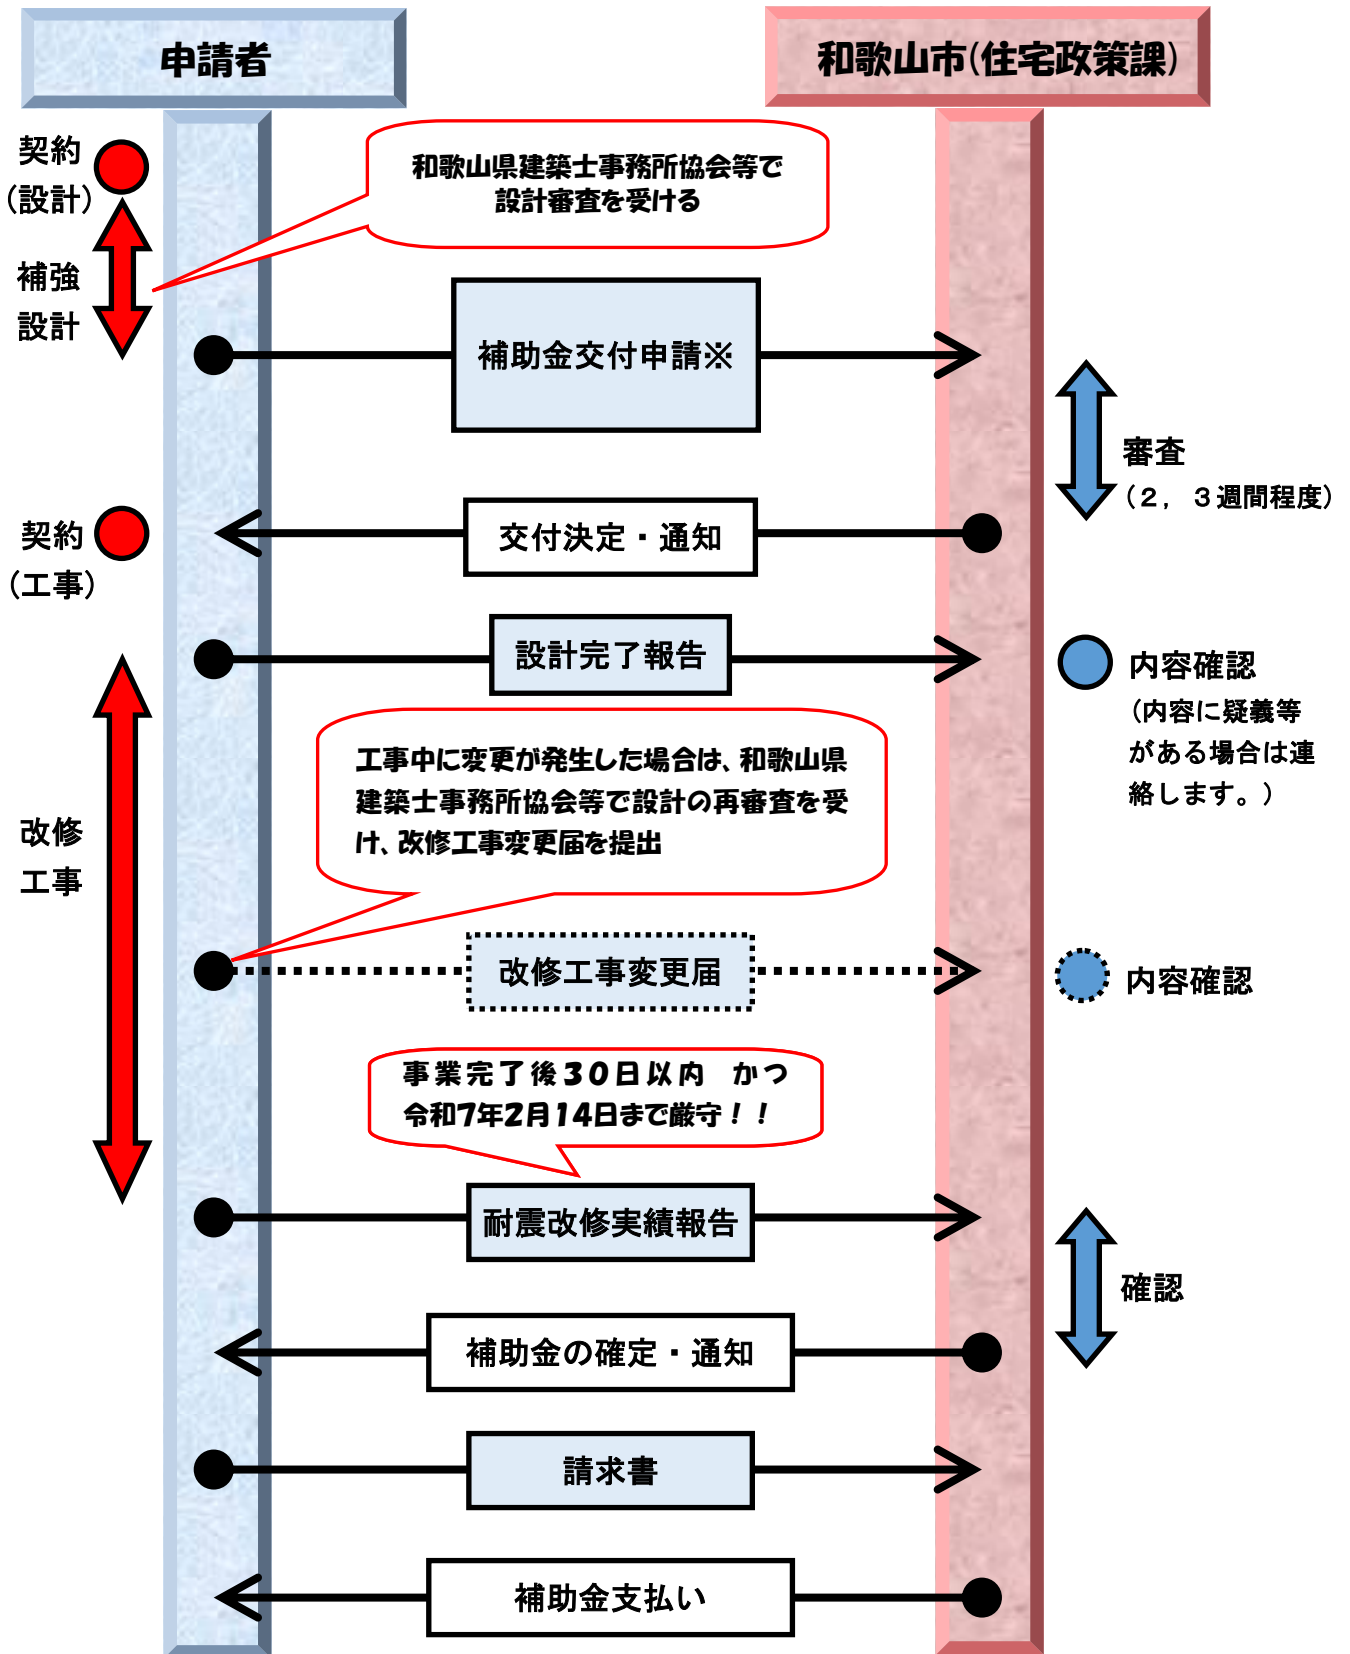 申請者
和歌山市(住宅政策課)
契約
(設計)
和歌山県建築士事務所協会等で
設計審査を受ける
補強
設計
補助金交付申請※
審査
(２，３週間程度)
契約
(工事)
交付決定・通知
設計完了報告
内容確認
(内容に疑義等
がある場合は連
絡します。)
工事中に変更が発生した場合は、和歌山県
建築士事務所協会等で設計の再審査を受
け、改修工事変更届を提出
改修
工事
改修工事変更届
内容確認
事業完了後３０日以内　かつ
令和7年2月14日まで厳守！！
耐震改修実績報告
確認
補助金の確定・通知
請求書
補助金支払い